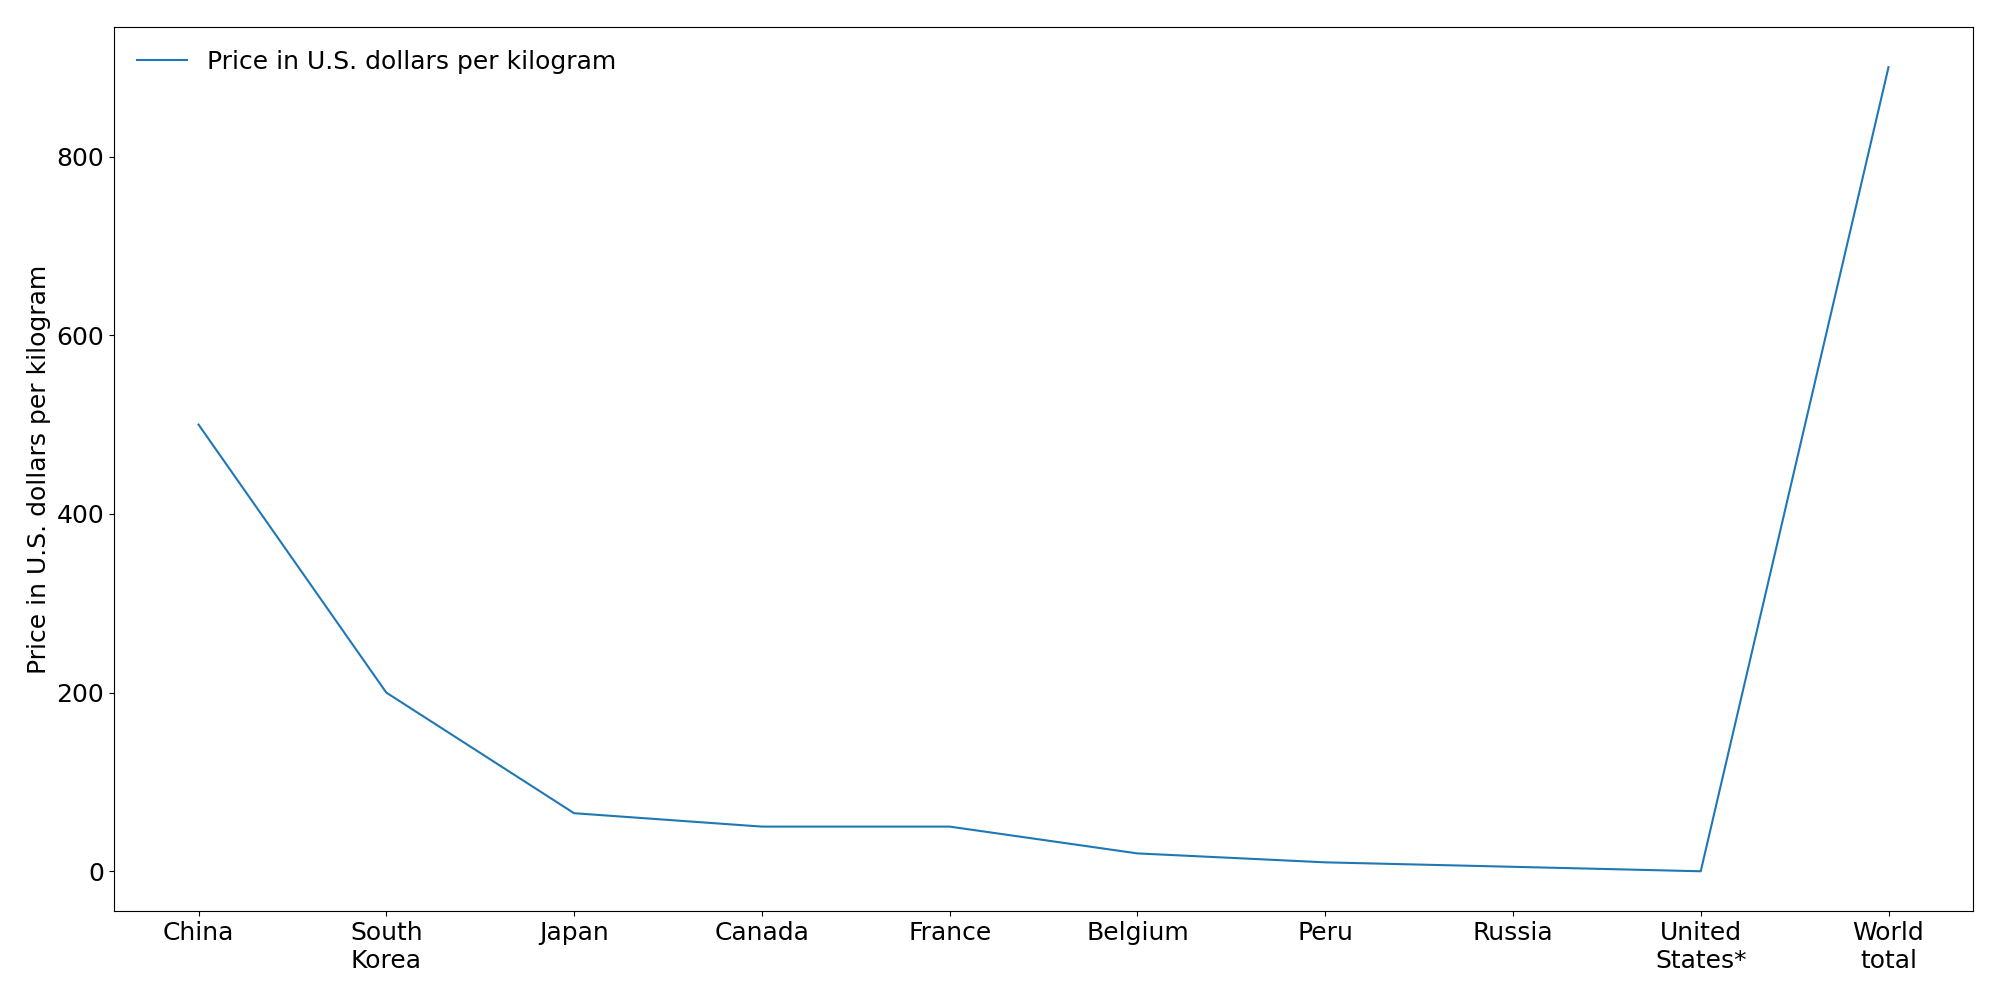 Price in U.S. dollars per kilogram
Price in U.S. dollars per kilogram
800
600
400
200
0
China
South
Korea
Japan
Canada
France
Belgium
Peru
Russia
United
States*
World
total